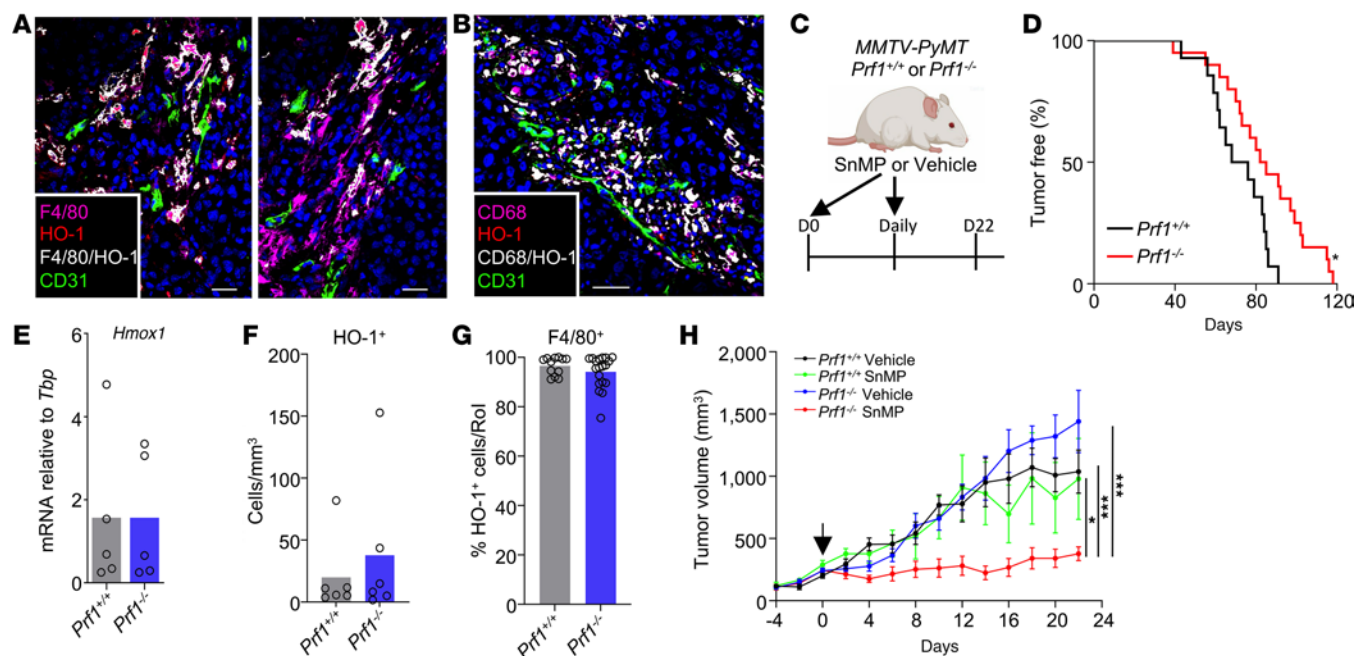 A
F4/80
HO-1
F4/80/HO-1
CD31
B
CD68
HO-1
CD68/HO-1
CD31
C
MMTV-PyMT
Prf1+/+ or Prf1-/-
SnMP or Vehicle
D0
Daily
D22
D
Tumor free (%)
100
50
0
Prf1+/+
Prf1-/-
*
0
40
80
120
Days
E
Hmox1
mRNA relative to Tbp
6
4
2
0
Prf1+/+
Prf1-/-
F
HO-1+
Cells/mm³
200
150
100
50
0
Prf1+/+
Prf1-/-
G
F4/80+
% HO-1+ cells/RoI
100
80
60
40
20
0
Prf1+/+
Prf1-/-
H
Tumor volume (mm³)
2,000
1,500
1,000
500
0
Prf1+/+ Vehicle
Prf1+/+ SnMP
Prf1-/- Vehicle
Prf1-/- SnMP
*
***
***
-4
0
4
8
12
16
20
24
Days